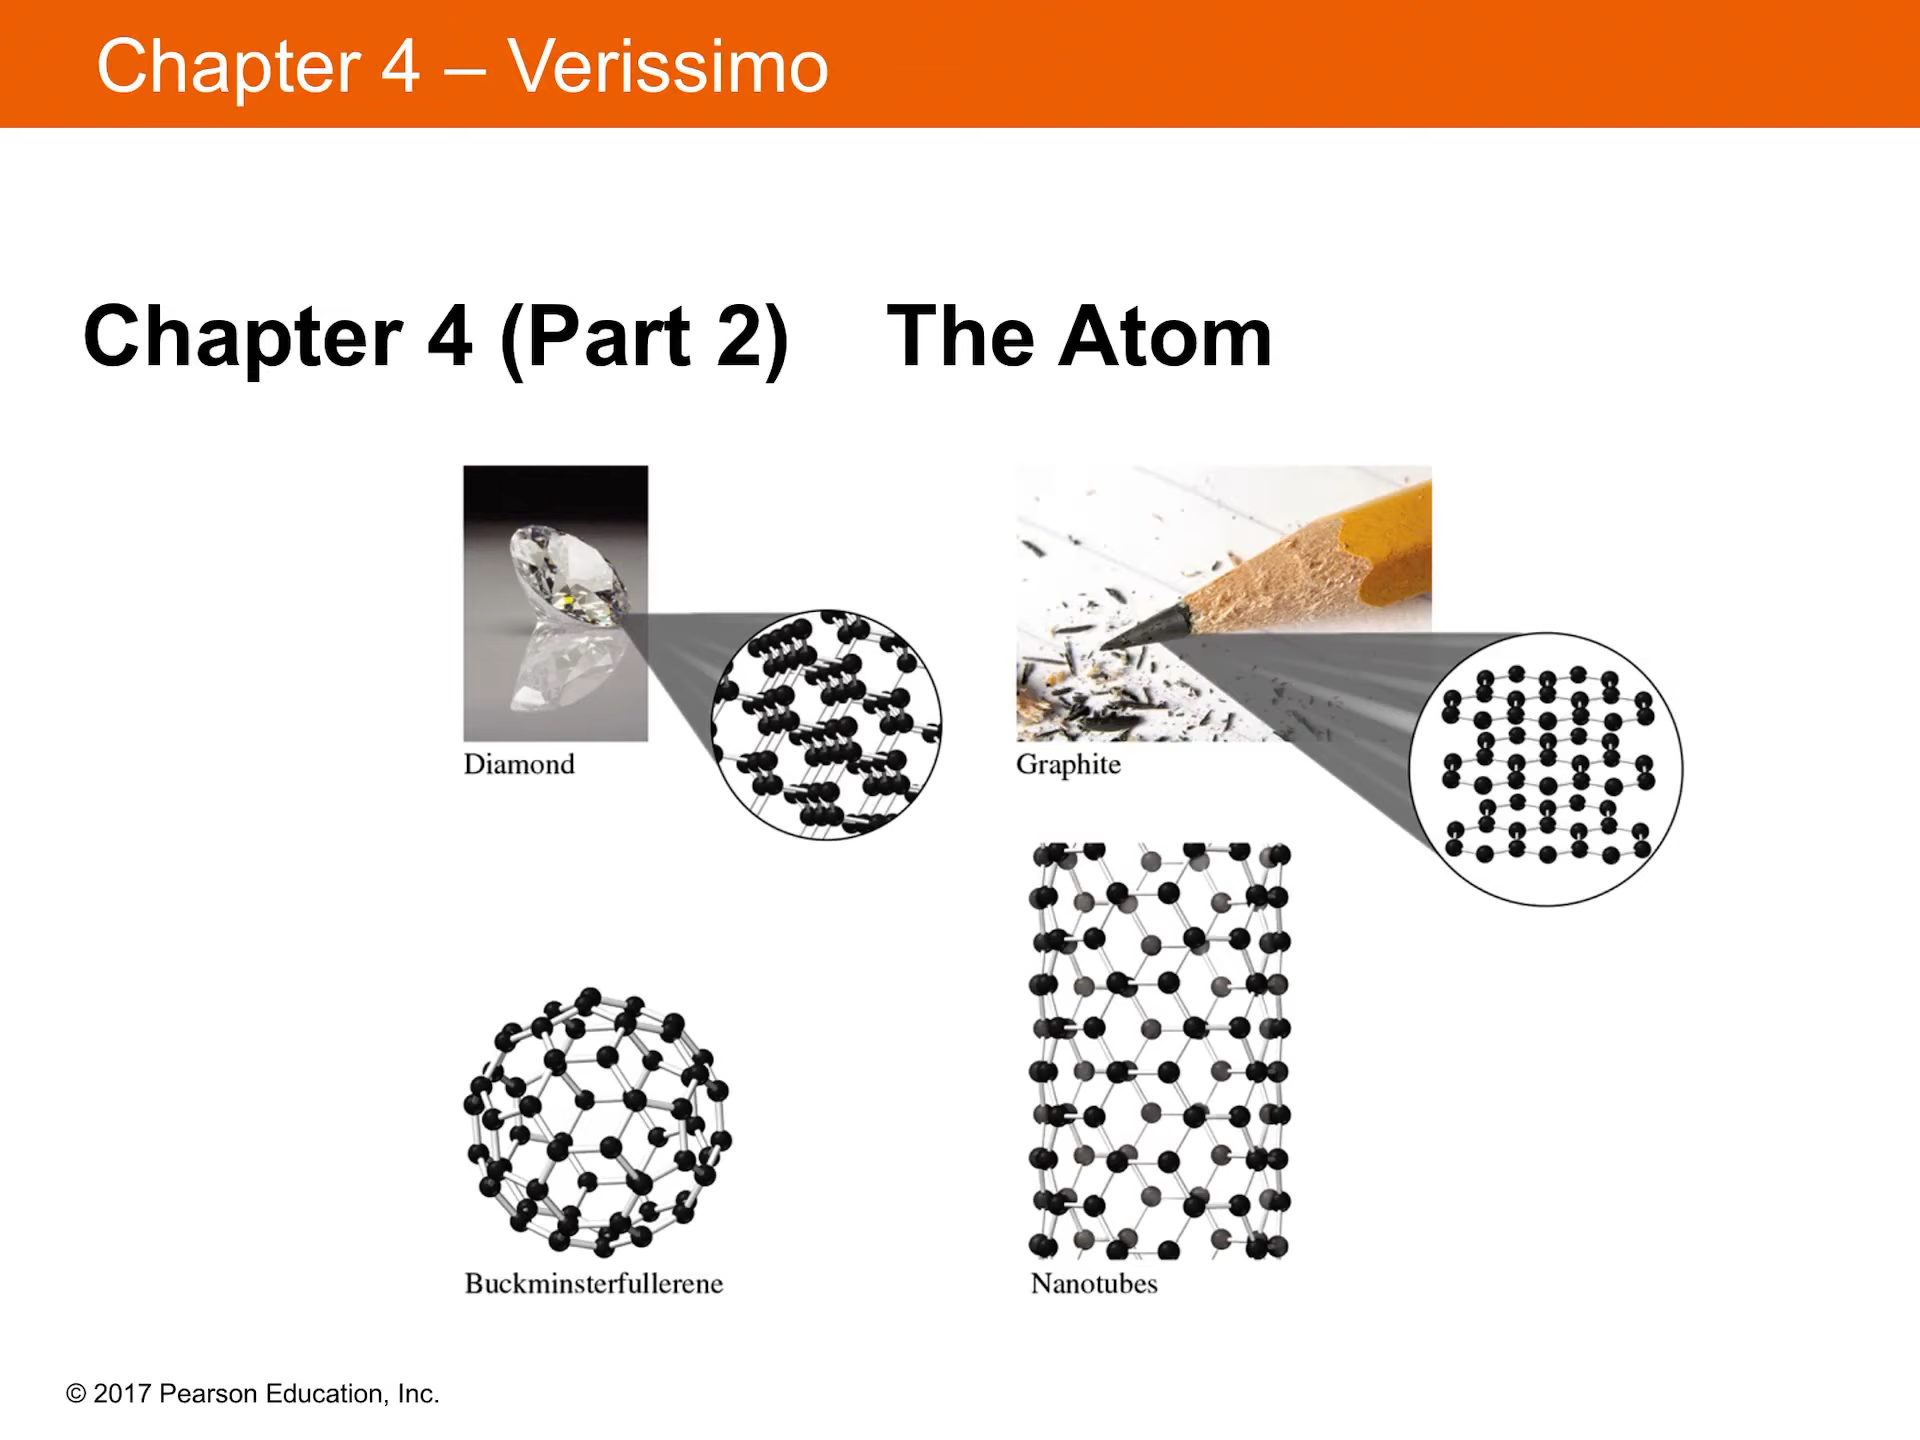 Chapter 4 – Verissimo
Chapter 4 (Part 2) The Atom
Diamond
Graphite
Buckminsterfullerene
Nanotubes
© 2017 Pearson Education, Inc.